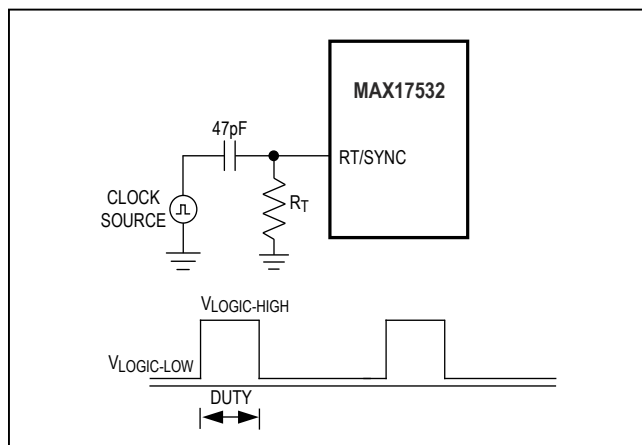 MAX17532
47pF
RT/SYNC
RT
CLOCK
SOURCE
VLOGIC-HIGH
VLOGIC-LOW
DUTY